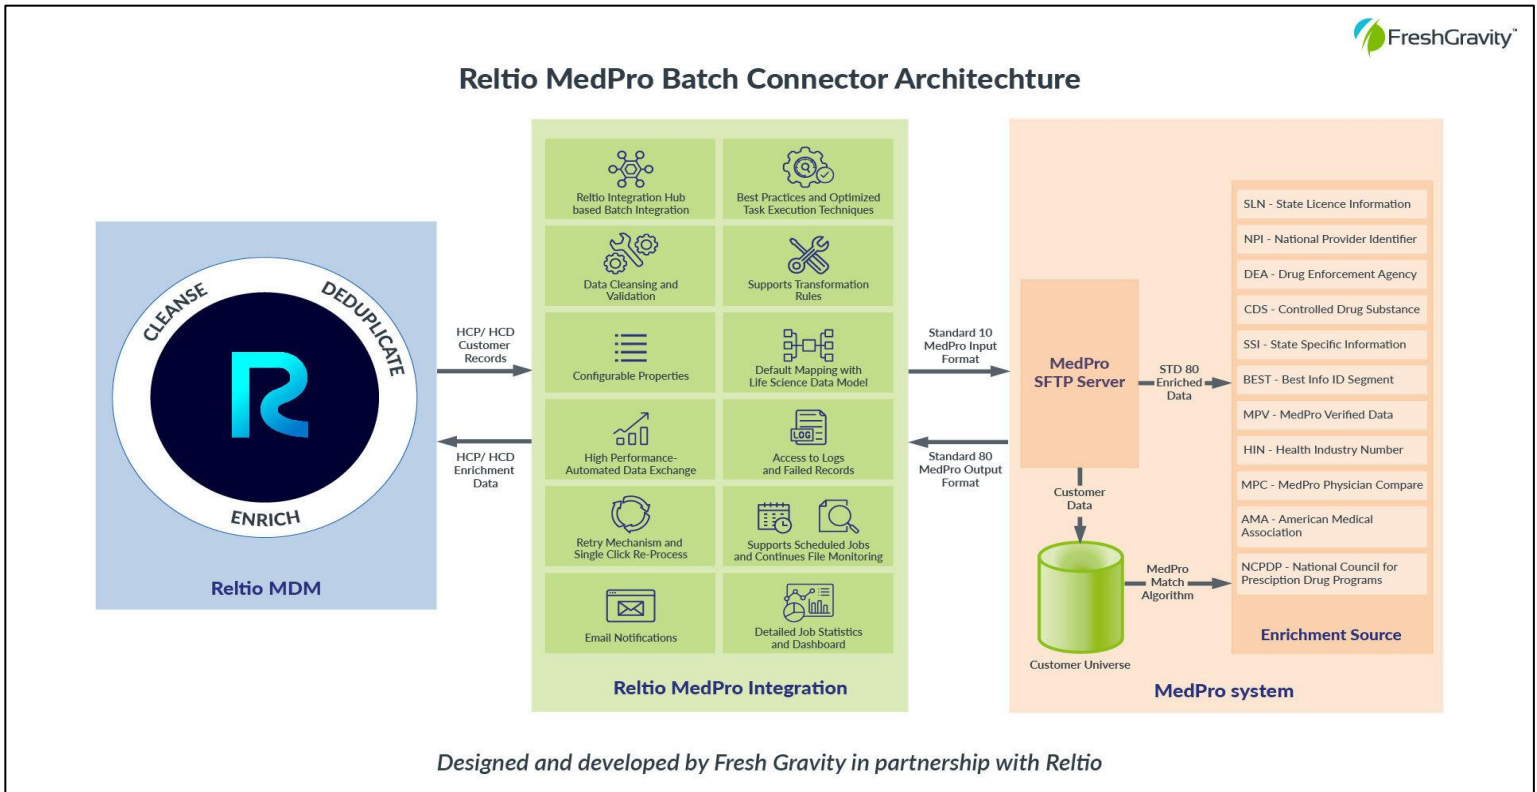 FreshGravity™
Reltio MedPro Batch Connector Architechture
CLEANSE
DEDUPLICATE
ENRICH
Reltio MDM
HCP/ HCD
Customer
Records
HCP/ HCD
Enrichment
Data
Reltio Integration Hub
based Batch Integration
Best Practices and Optimized
Task Execution Techniques
Data Cleansing and
Validation
Supports Transformation
Rules
Configurable Properties
Default Mapping with
Life Science Data Model
High Performance-
Automated Data Exchange
LOG
Access to Logs
and Failed Records
Retry Mechanism and
Single Click Re-Process
Supports Scheduled Jobs
and Continues File Monitoring
Email Notifications
Detailed Job Statistics
and Dashboard
Reltio MedPro Integration
Standard 10
MedPro Input
Format
Standard 80
MedPro Output
Format
MedPro
SFTP Server
STD 80
Enriched
Data
Customer
Data
Customer Universe
MedPro
Match
Algorithm
SLN - State Licence Information
NPI - National Provider Identifier
DEA - Drug Enforcement Agency
CDS - Controlled Drug Substance
SSI - State Specific Information
BEST - Best Info ID Segment
MPV - MedPro Verified Data
HIN - Health Industry Number
MPC - MedPro Physician Compare
AMA - American Medical
Association
NCPDP - National Council for
Presciption Drug Programs
Enrichment Source
MedPro system
Designed and developed by Fresh Gravity in partnership with Reltio